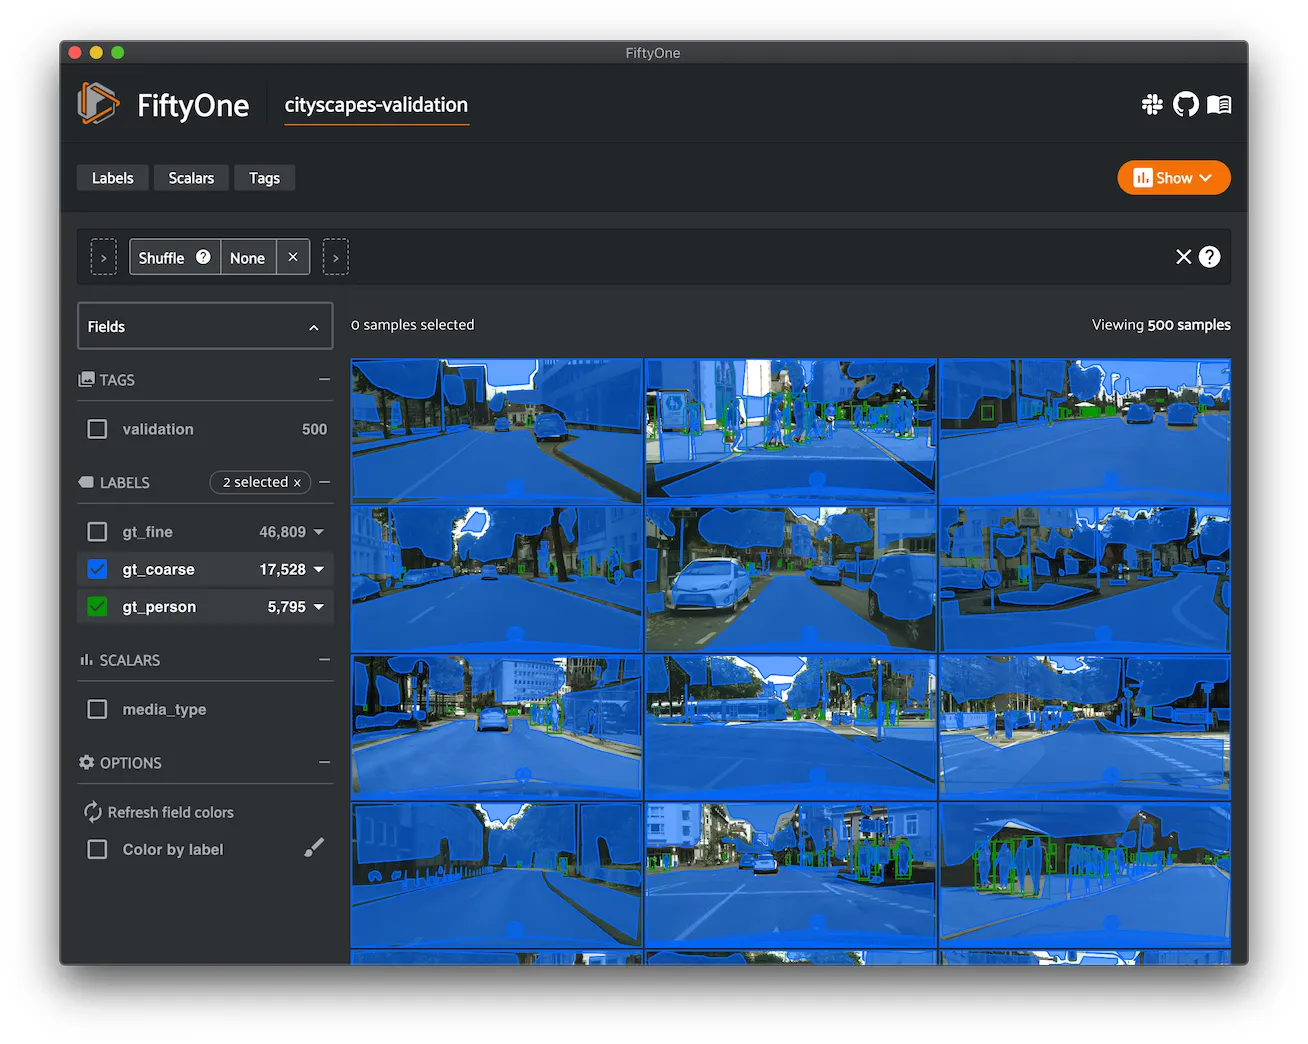 FiftyOne
FiftyOne
cityscapes-validation
Labels
Scalars
Tags
Show
> Shuffle ? None × >
× ?
Fields
0 samples selected
Viewing 500 samples
TAGS
validation 500
LABELS
2 selected ×
gt_fine 46,809
gt_coarse 17,528
gt_person 5,795
SCALARS
media_type
OPTIONS
Refresh field colors
Color by label